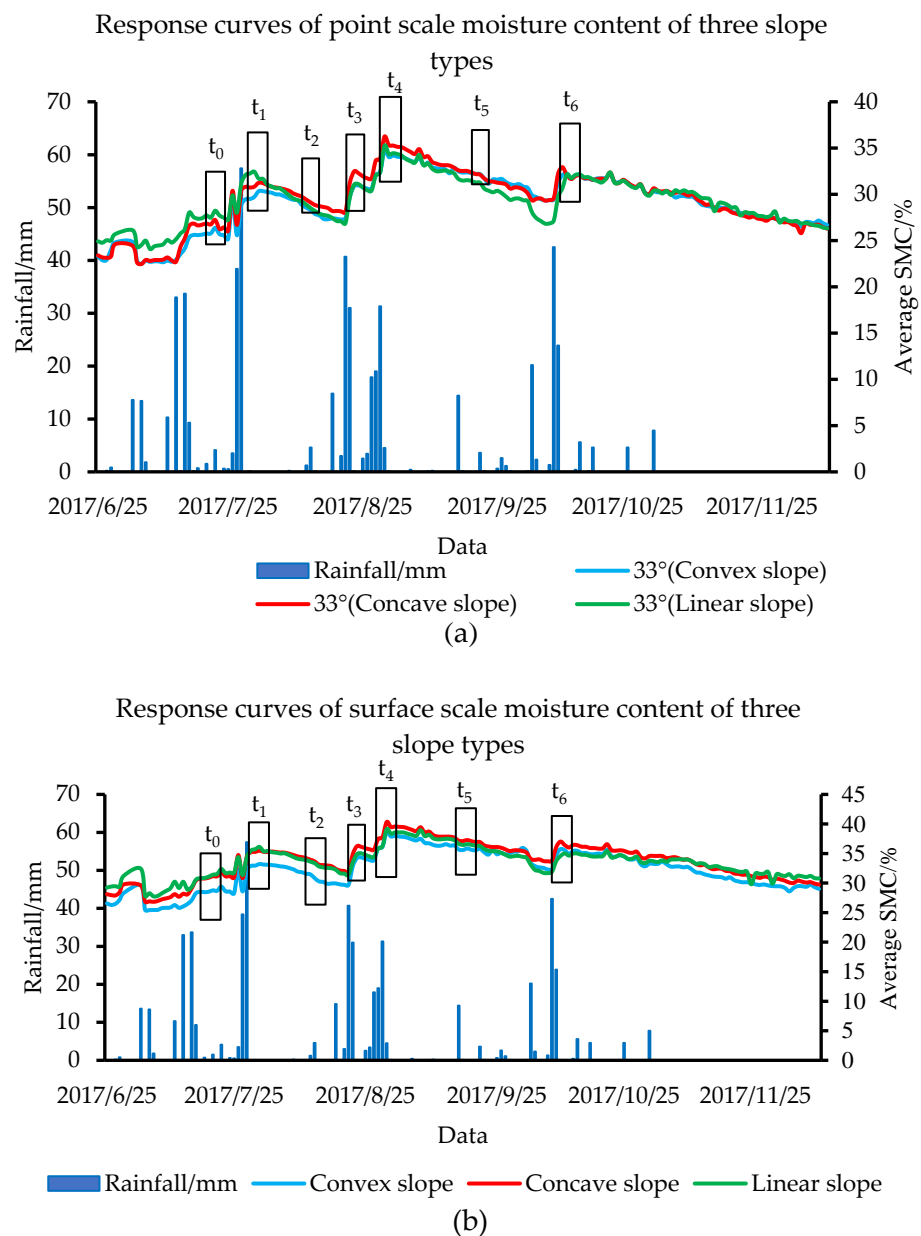 Response curves of point scale moisture content of three slope
types
t0 t1 t2 t3 t4 t5 t6
70 60 50 40 30 20 10 0
Rainfall/mm
40 35 30 25 20 15 10 5 0
Average SMC/%
2017/6/25 2017/7/25 2017/8/25 2017/9/25 2017/10/25 2017/11/25
Data
Rainfall/mm 33°(Convex slope)
33°(Concave slope) 33°(Linear slope)
(a)
Response curves of surface scale moisture content of three
slope types
t0 t1 t2 t3 t4 t5 t6
70 60 50 40 30 20 10 0
Rainfall/mm
45 40 35 30 25 20 15 10 5 0
Average SMC/%
2017/6/25 2017/7/25 2017/8/25 2017/9/25 2017/10/25 2017/11/25
Data
Rainfall/mm Convex slope Concave slope Linear slope
(b)